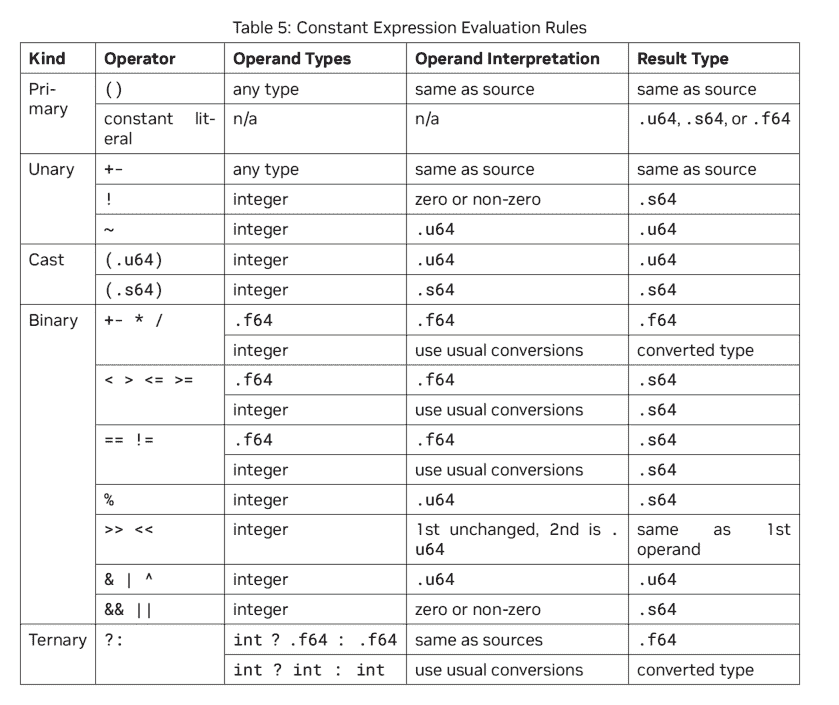 Table 5: Constant Expression Evaluation Rules
Kind Operator Operand Types Operand Interpretation Result Type
Pri- () any type same as source same as source
mary
constant lit- n/a n/a .u64, .s64, or .f64
eral
Unary +- any type same as source same as source
! integer zero or non-zero .s64
~ integer .u64 .u64
Cast (.u64) integer .u64 .u64
(.s64) integer .s64 .s64
Binary +- * / .f64 .f64 .f64
integer use usual conversions converted type
< > <= >= .f64 .f64 .s64
integer use usual conversions .s64
== != .f64 .f64 .s64
integer use usual conversions .s64
% integer .u64 .s64
>> << integer 1st unchanged, 2nd is . same as 1st
u64 operand
& | ^ integer .u64 .u64
&& || integer zero or non-zero .s64
Ternary ?: int ? .f64 : .f64 same as sources .f64
int ? int : int use usual conversions converted type